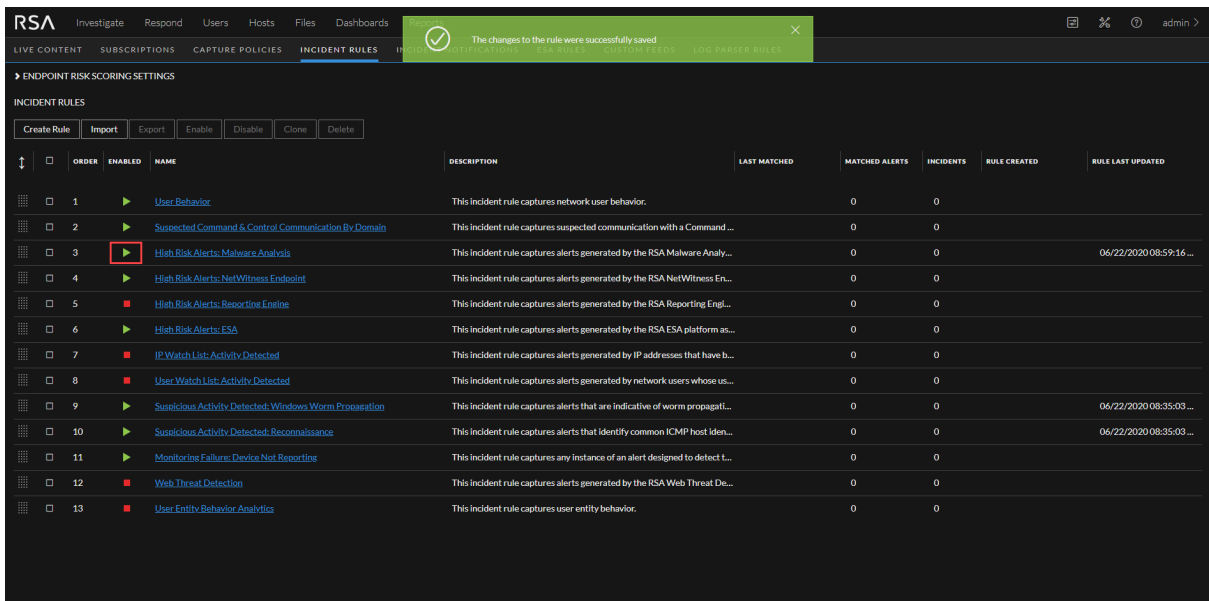 RSA Investigate Respond Users Hosts Files Dashboards Reports admin >
The changes to the rule were successfully saved
LIVE CONTENT SUBSCRIPTIONS CAPTURE POLICIES INCIDENT RULES INCIDENT NOTIFICATIONS ESA RULES CUSTOM FEEDS LOG PARSER RULES
ENDPOINT RISK SCORING SETTINGS
INCIDENT RULES
Create Rule Import Export Enable Disable Clone Delete
ORDER ENABLED NAME DESCRIPTION LAST MATCHED MATCHED ALERTS INCIDENTS RULE CREATED RULE LAST UPDATED
1 User Behavior This incident rule captures network user behavior. 0 0
2 Suspected Command & Control Communication By Domain This incident rule captures suspected communication with a Command ... 0 0
3 High Risk Alerts: Malware Analysis This incident rule captures alerts generated by the RSA Malware Analy... 0 0 06/22/2020 08:59:16 ...
4 High Risk Alerts: NetWitness Endpoint This incident rule captures alerts generated by the RSA NetWitness En... 0 0
5 High Risk Alerts: Reporting Engine This incident rule captures alerts generated by the RSA Reporting Engi... 0 0
6 High Risk Alerts: ESA This incident rule captures alerts generated by the RSA ESA platform as... 0 0
7 IP Watch List: Activity Detected This incident rule captures alerts generated by IP addresses that have b... 0 0
8 User Watch List: Activity Detected This incident rule captures alerts generated by network users whose us... 0 0
9 Suspicious Activity Detected: Windows Worm Propagation This incident rule captures alerts that are indicative of worm propagati... 0 0 06/22/2020 08:35:03 ...
10 Suspicious Activity Detected: Reconnaissance This incident rule captures alerts that identify common ICMP host iden... 0 0 06/22/2020 08:35:03 ...
11 Monitoring Failure: Device Not Reporting This incident rule captures any instance of an alert designed to detect t... 0 0
12 Web Threat Detection This incident rule captures alerts generated by the RSA Web Threat De... 0 0
13 User Entity Behavior Analytics This incident rule captures user entity behavior. 0 0